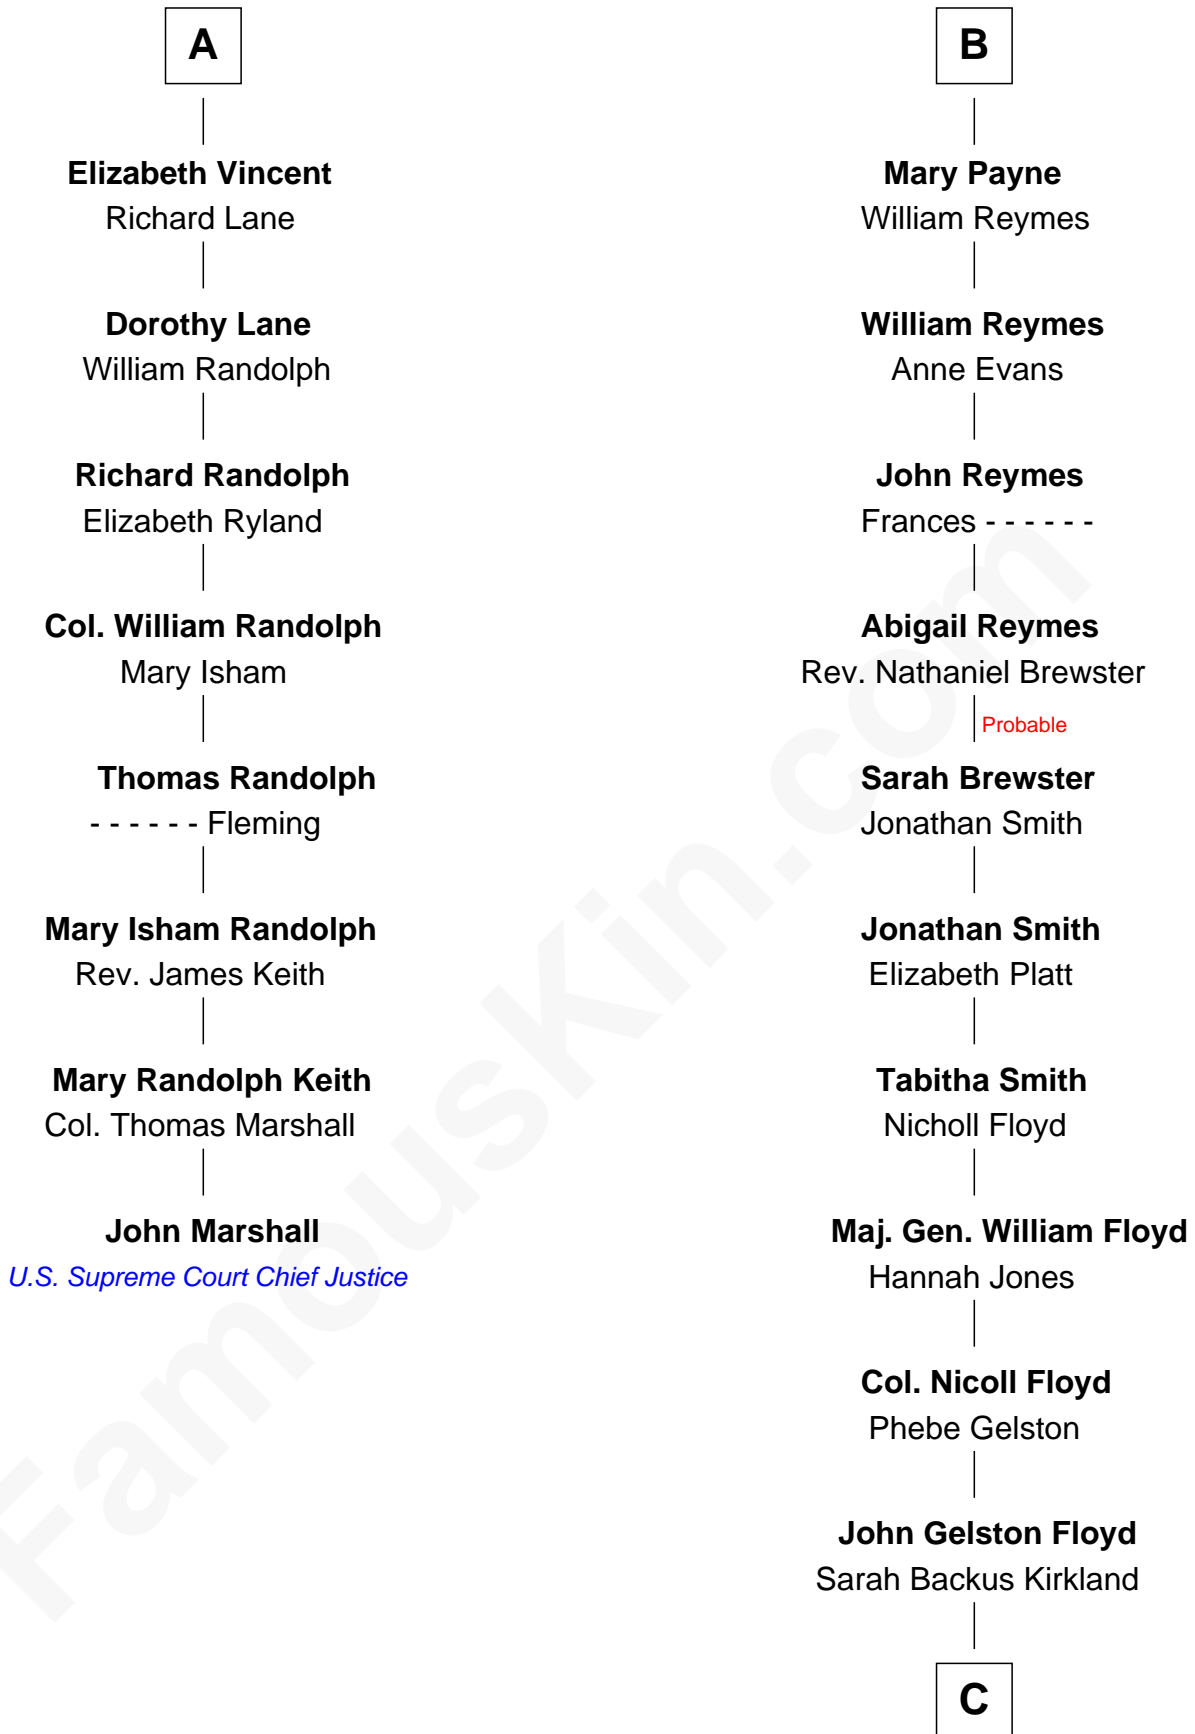 A
Elizabeth Vincent
Richard Lane
Dorothy Lane
William Randolph
Richard Randolph
Elizabeth Ryland
Col. William Randolph
Mary Isham
Thomas Randolph
- - - - - - Fleming
Mary Isham Randolph
Rev. James Keith
Mary Randolph Keith
Col. Thomas Marshall
John Marshall
U.S. Supreme Court Chief Justice
B
Mary Payne
William Reymes
William Reymes
Anne Evans
John Reymes
Frances - - - - - -
Abigail Reymes
Rev. Nathaniel Brewster
Probable
Sarah Brewster
Jonathan Smith
Jonathan Smith
Elizabeth Platt
Tabitha Smith
Nicholl Floyd
Maj. Gen. William Floyd
Hannah Jones
Col. Nicoll Floyd
Phebe Gelston
John Gelston Floyd
Sarah Backus Kirkland
C
FamousKin.com